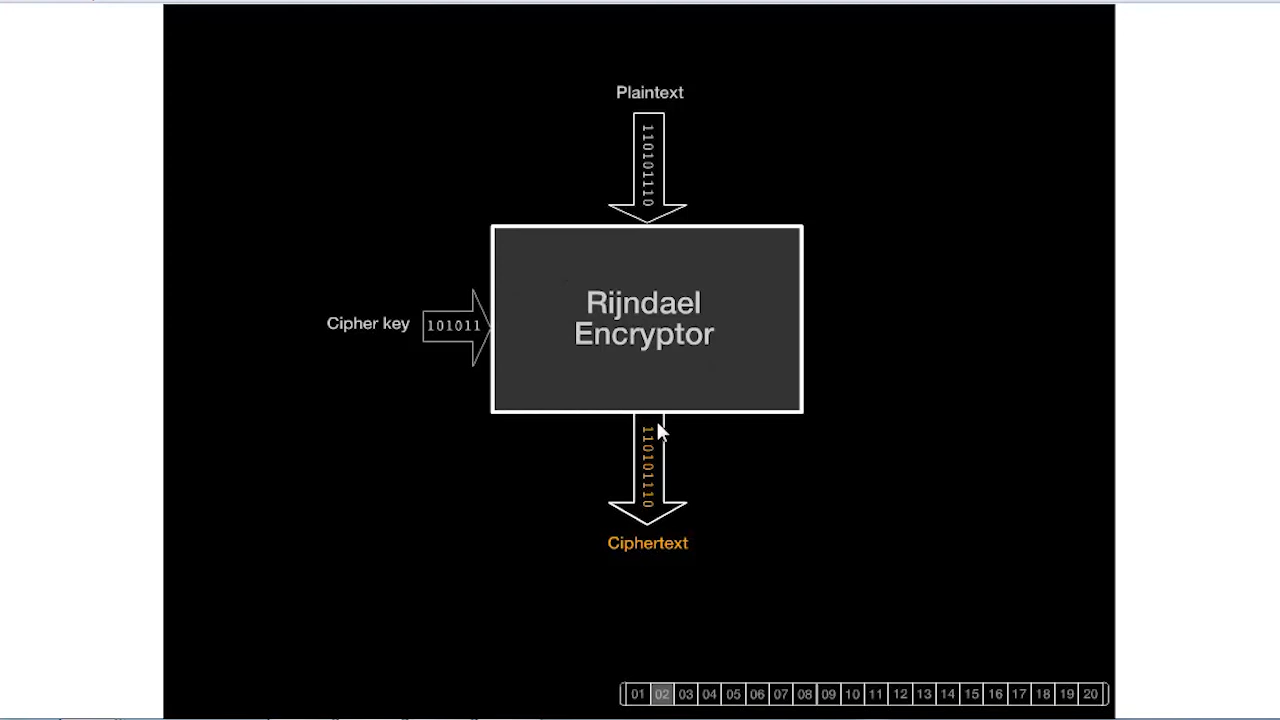 Plaintext
110101110
Rijndael
Encryptor
Cipher key
101011
110101110
Ciphertext
01 02 03 04 05 06 07 08 09 10 11 12 13 14 15 16 17 18 19 20